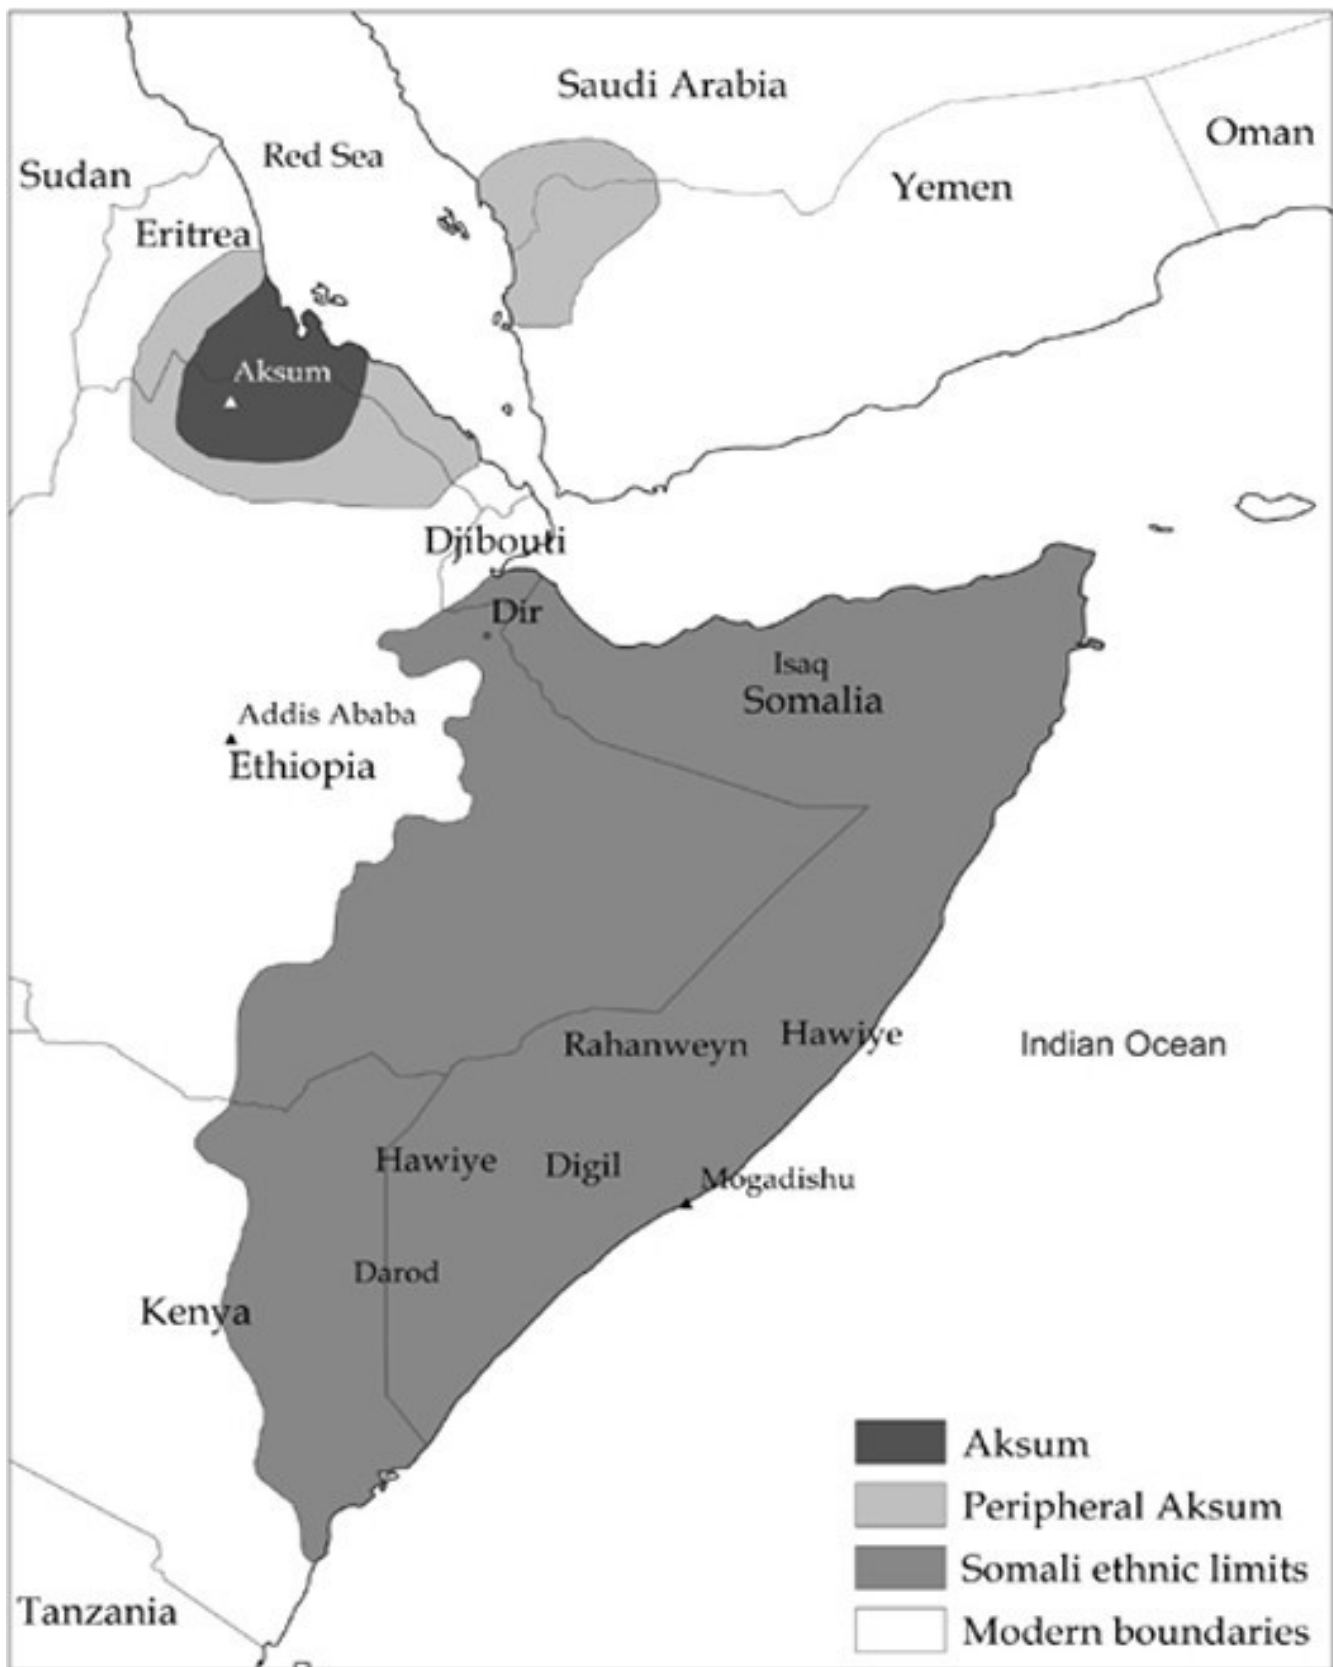 Saudi Arabia
Oman
Red Sea
Sudan
Yemen
Eritrea
Aksum
Djibouti
Dir
Isaq
Somalia
Addis Ababa
Ethiopia
Rahanweyn
Hawiye
Indian Ocean
Hawiye
Digil
Mogadishu
Darod
Kenya
Tanzania
Aksum
Peripheral Aksum
Somali ethnic limits
Modern boundaries